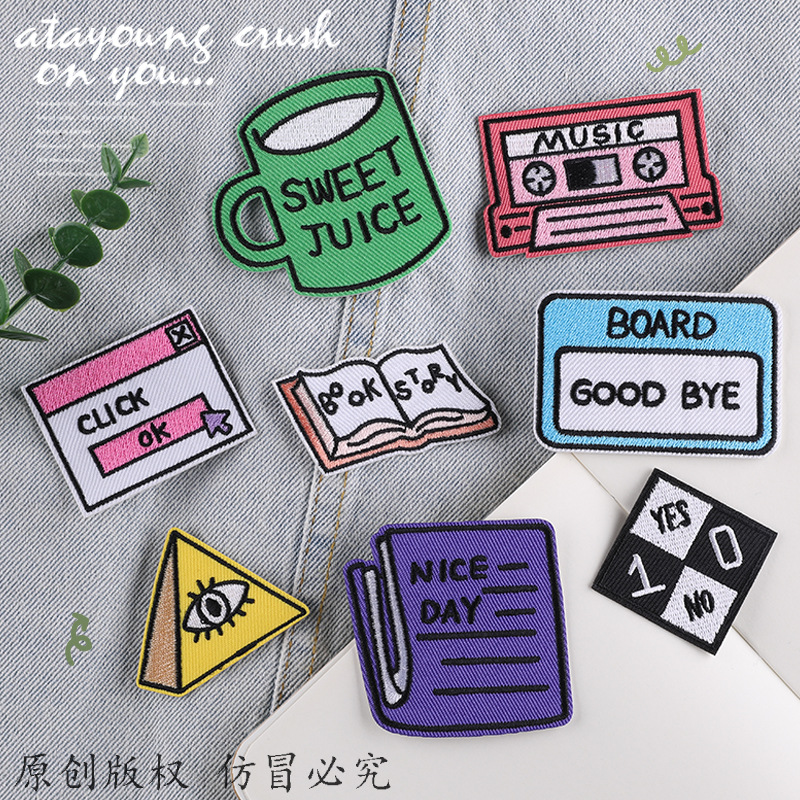 atayoung crush
on you...
SWEET
JUICE
MUSIC
CLICK
OK
BOOK STORY
BOARD
GOOD BYE
YES
0
1
NO
NICE
DAY
原创版权 仿冒必究